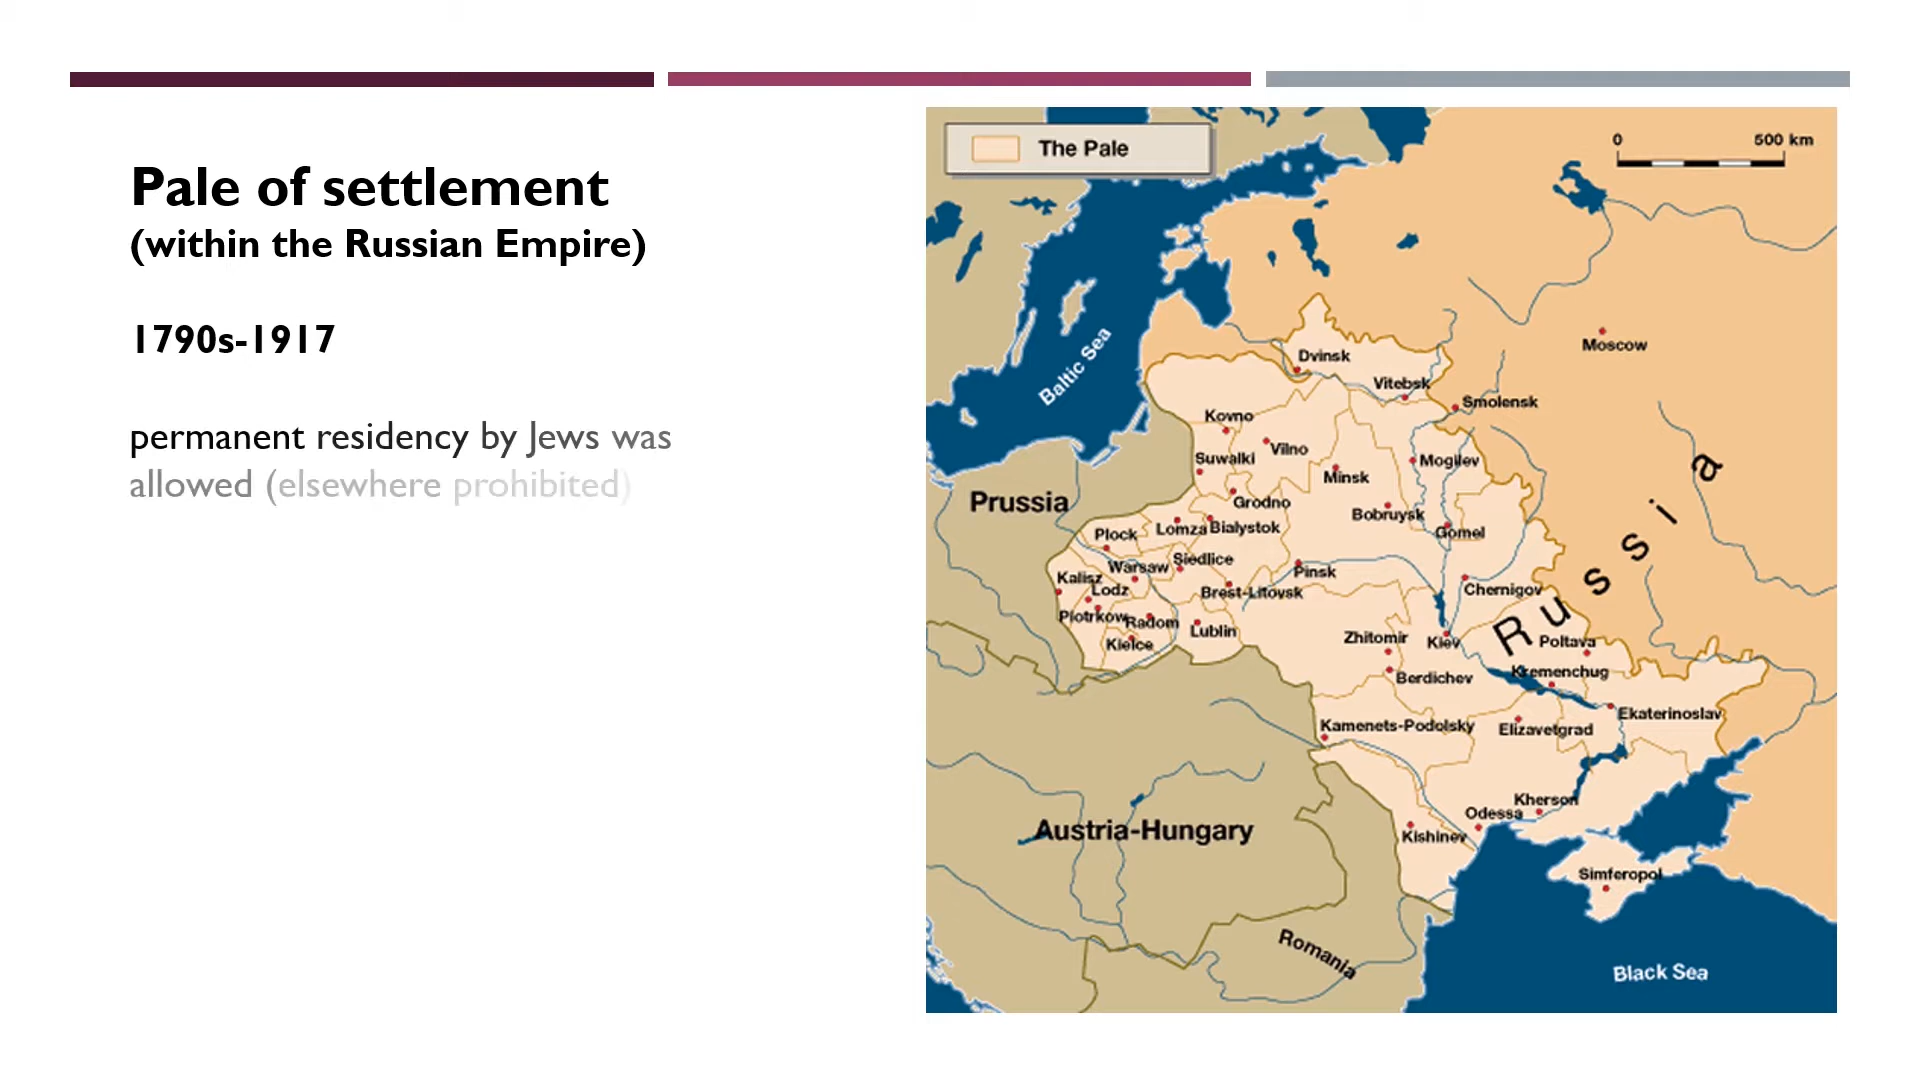 Pale of settlement
(within the Russian Empire)
1790s-1917
permanent residency by Jews was
allowed (elsewhere prohibited)
The Pale
0 500 km
Baltic Sea
Moscow
Dvinsk
Vitebsk
Smolensk
Kovno
Vilno
Suwalki
Mogilev
Minsk
Prussia
Grodno
Bobruysk
Lomza
Bialystok
Plock
Gomel
Siedlice
Warsaw
Pinsk
Kalisz
Lodz
Brest-Litovsk
Chernigov
Russia
Piotrkow
Radom
Lublin
Kielce
Zhitomir
Kiev
Poltava
Kremenchug
Berdichev
Ekaterinoslav
Kamenets-Podolsky
Elizavetgrad
Kherson
Odessa
Kishinev
Austria-Hungary
Simferopol
Romania
Black Sea